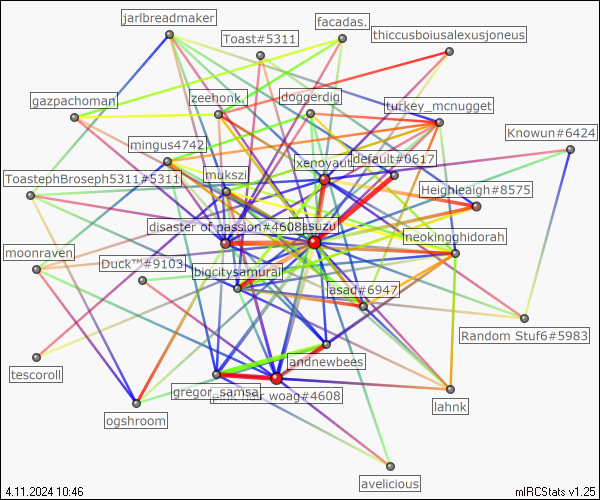 jarlbreadmaker
facadas.
Toast#5311
thiccusboiusalexusjoneus
gazpachoman
zeehonk.
doggerdig
turkey_mcnugget
Knowun#6424
mingus4742
xenoyault
default#0617
ToastephBroseph5311#5311
mukszi
Heighleaigh#8575
disaster of passion#4608
asuzu
neokingghidorah
moonraven
Duck™#9103
bigcitysamurai
asad#6947
Random Stuf6#5983
tescoroll
andnewbees
gregor_samsa
woag#4608
lahnk
ogshroom
avelicious
4.11.2024 10:46
mIRCStats v1.25